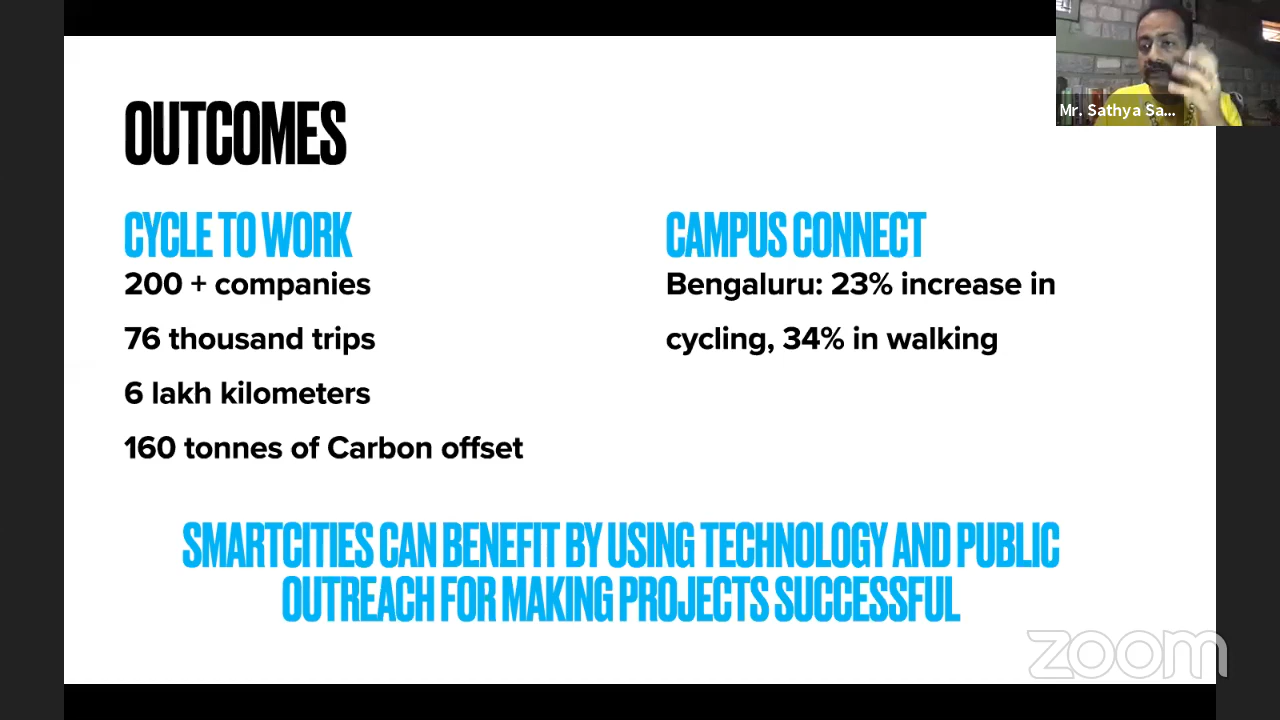 OUTCOMES
CYCLE TO WORK
200 + companies
76 thousand trips
6 lakh kilometers
160 tonnes of Carbon offset
CAMPUS CONNECT
Bengaluru: 23% increase in
cycling, 34% in walking
SMARTCITIES CAN BENEFIT BY USING TECHNOLOGY AND PUBLIC
OUTREACH FOR MAKING PROJECTS SUCCESSFUL
Mr. Sathya Sa...
zoom